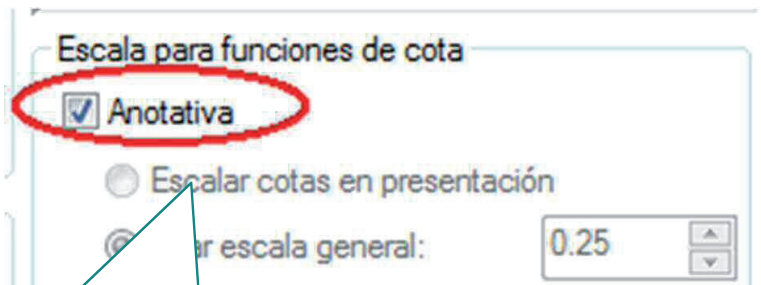 Escala para funciones de cota
Anotativa
Escalar cotas en presentación
escala general:
0.25